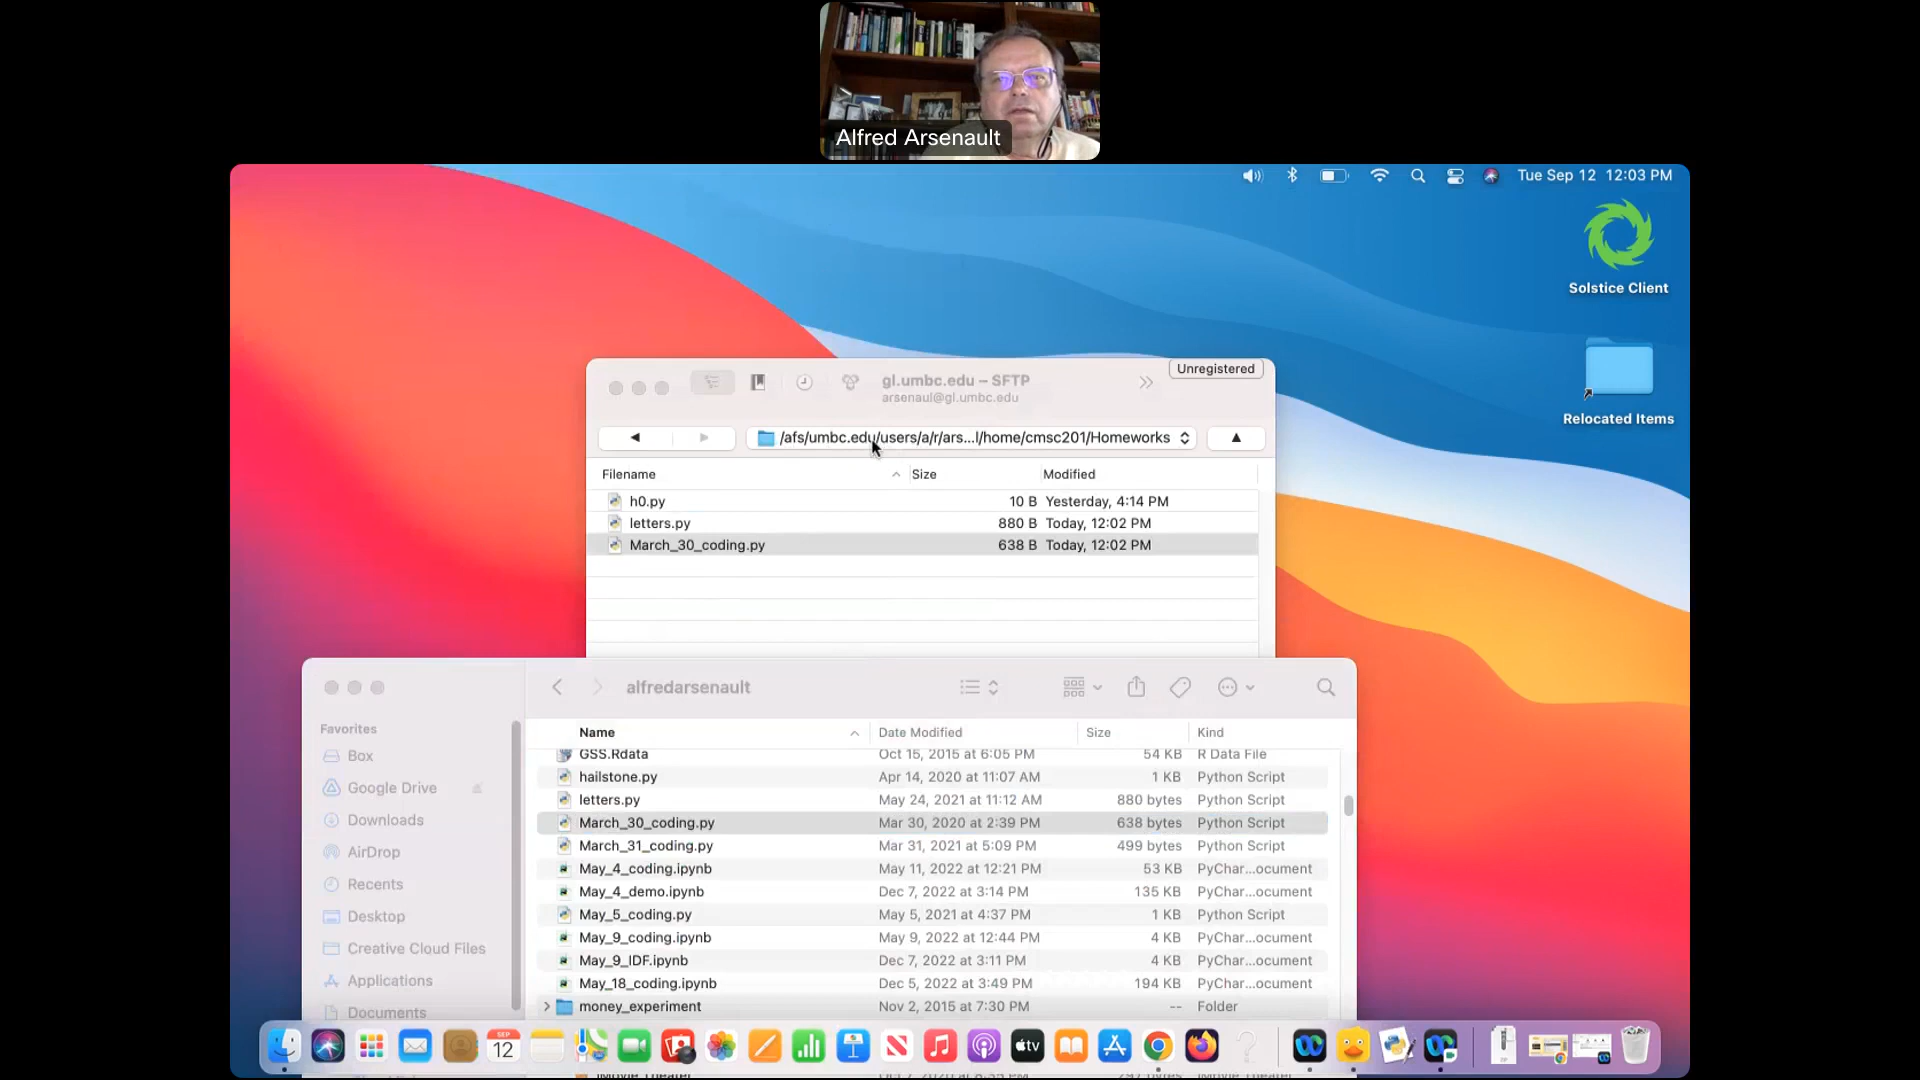 Alfred Arsenault
Tue Sep 12 12:03 PM
Solstice Client
Relocated Items
Unregistered
gl.umbc.edu – SFTP
arsenaul@gl.umbc.edu
/afs/umbc.edu/users/a/r/ars...l/home/cmsc201/Homeworks
Filename Size Modified
h0.py 10 B Yesterday, 4:14 PM
letters.py 880 B Today, 12:02 PM
March_30_coding.py 638 B Today, 12:02 PM
alfredarsenault
Favorites
Box
Google Drive
Downloads
AirDrop
Recents
Desktop
Creative Cloud Files
Applications
Documents
Name Date Modified Size Kind
GSS.Rdata Oct 15, 2015 at 6:05 PM 54 KB R Data File
hailstone.py Apr 14, 2020 at 11:07 AM 1 KB Python Script
letters.py May 24, 2021 at 11:12 AM 880 bytes Python Script
March_30_coding.py Mar 30, 2020 at 2:39 PM 638 bytes Python Script
March_31_coding.py Mar 31, 2021 at 5:09 PM 499 bytes Python Script
May_4_coding.ipynb May 11, 2022 at 12:21 PM 53 KB PyChar...ocument
May_4_demo.ipynb Dec 7, 2022 at 3:14 PM 135 KB PyChar...ocument
May_5_coding.py May 5, 2021 at 4:37 PM 1 KB Python Script
May_9_coding.ipynb May 9, 2022 at 12:44 PM 4 KB PyChar...ocument
May_9_IDF.ipynb Dec 7, 2022 at 3:11 PM 4 KB PyChar...ocument
May_18_coding.ipynb Dec 5, 2022 at 3:49 PM 194 KB PyChar...ocument
money_experiment Nov 2, 2015 at 7:30 PM -- Folder
SEP
12
tv